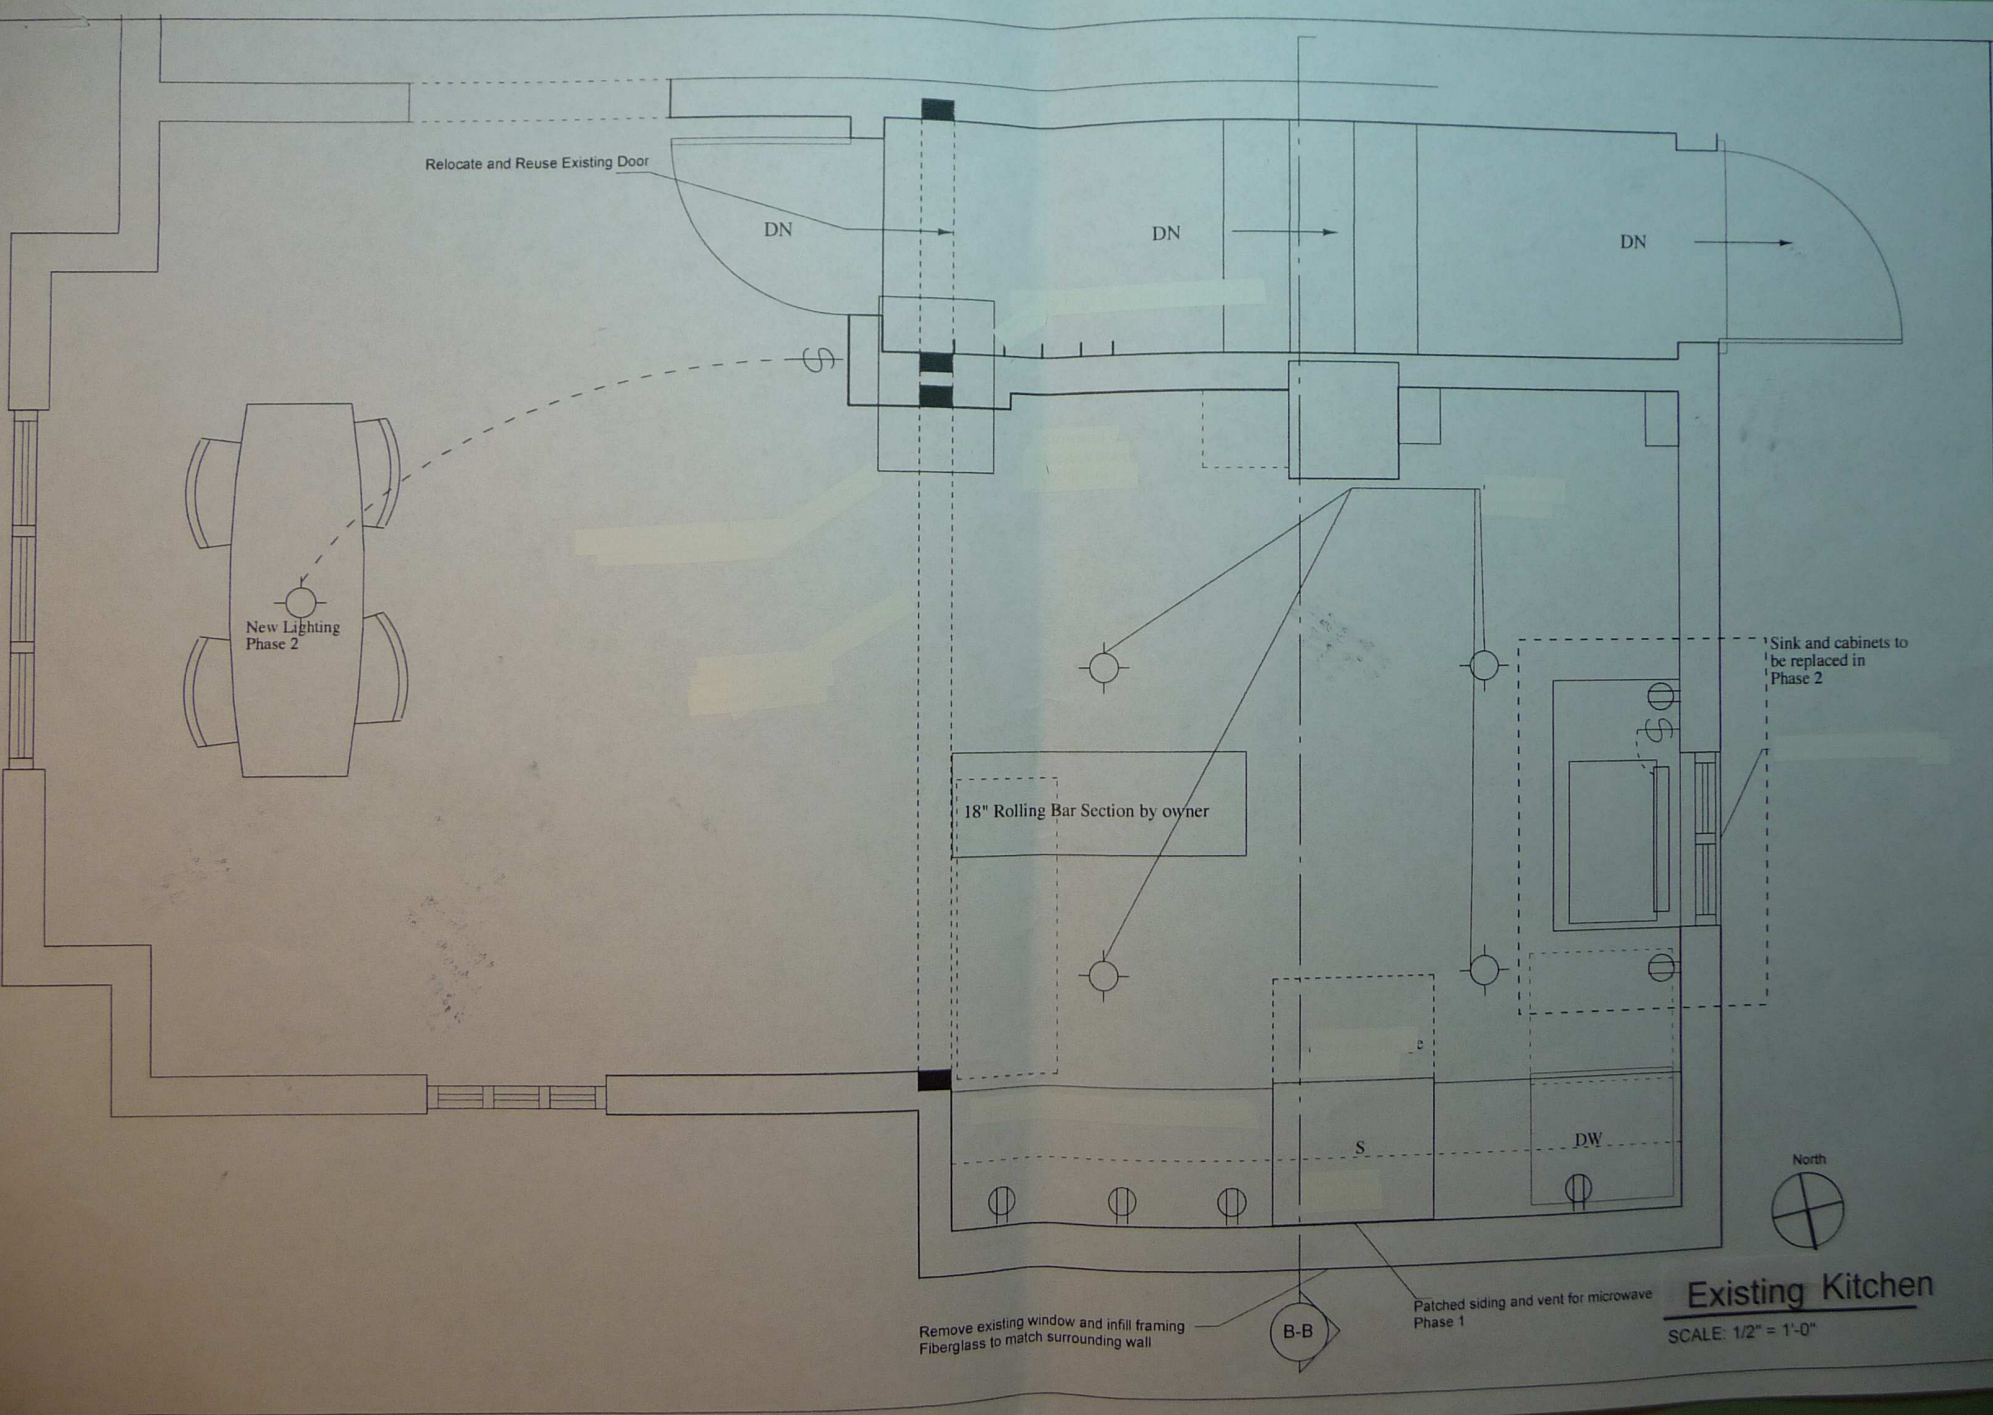 Relocate and Reuse Existing Door
DN
DN
DN
S
New Lighting
Phase 2
Sink and cabinets to
be replaced in
Phase 2
S
18" Rolling Bar Section by owner
e
S
DW
North
Existing Kitchen
SCALE: 1/2" = 1'-0"
Patched siding and vent for microwave
Phase 1
Remove existing window and infill framing
Fiberglass to match surrounding wall
B-B